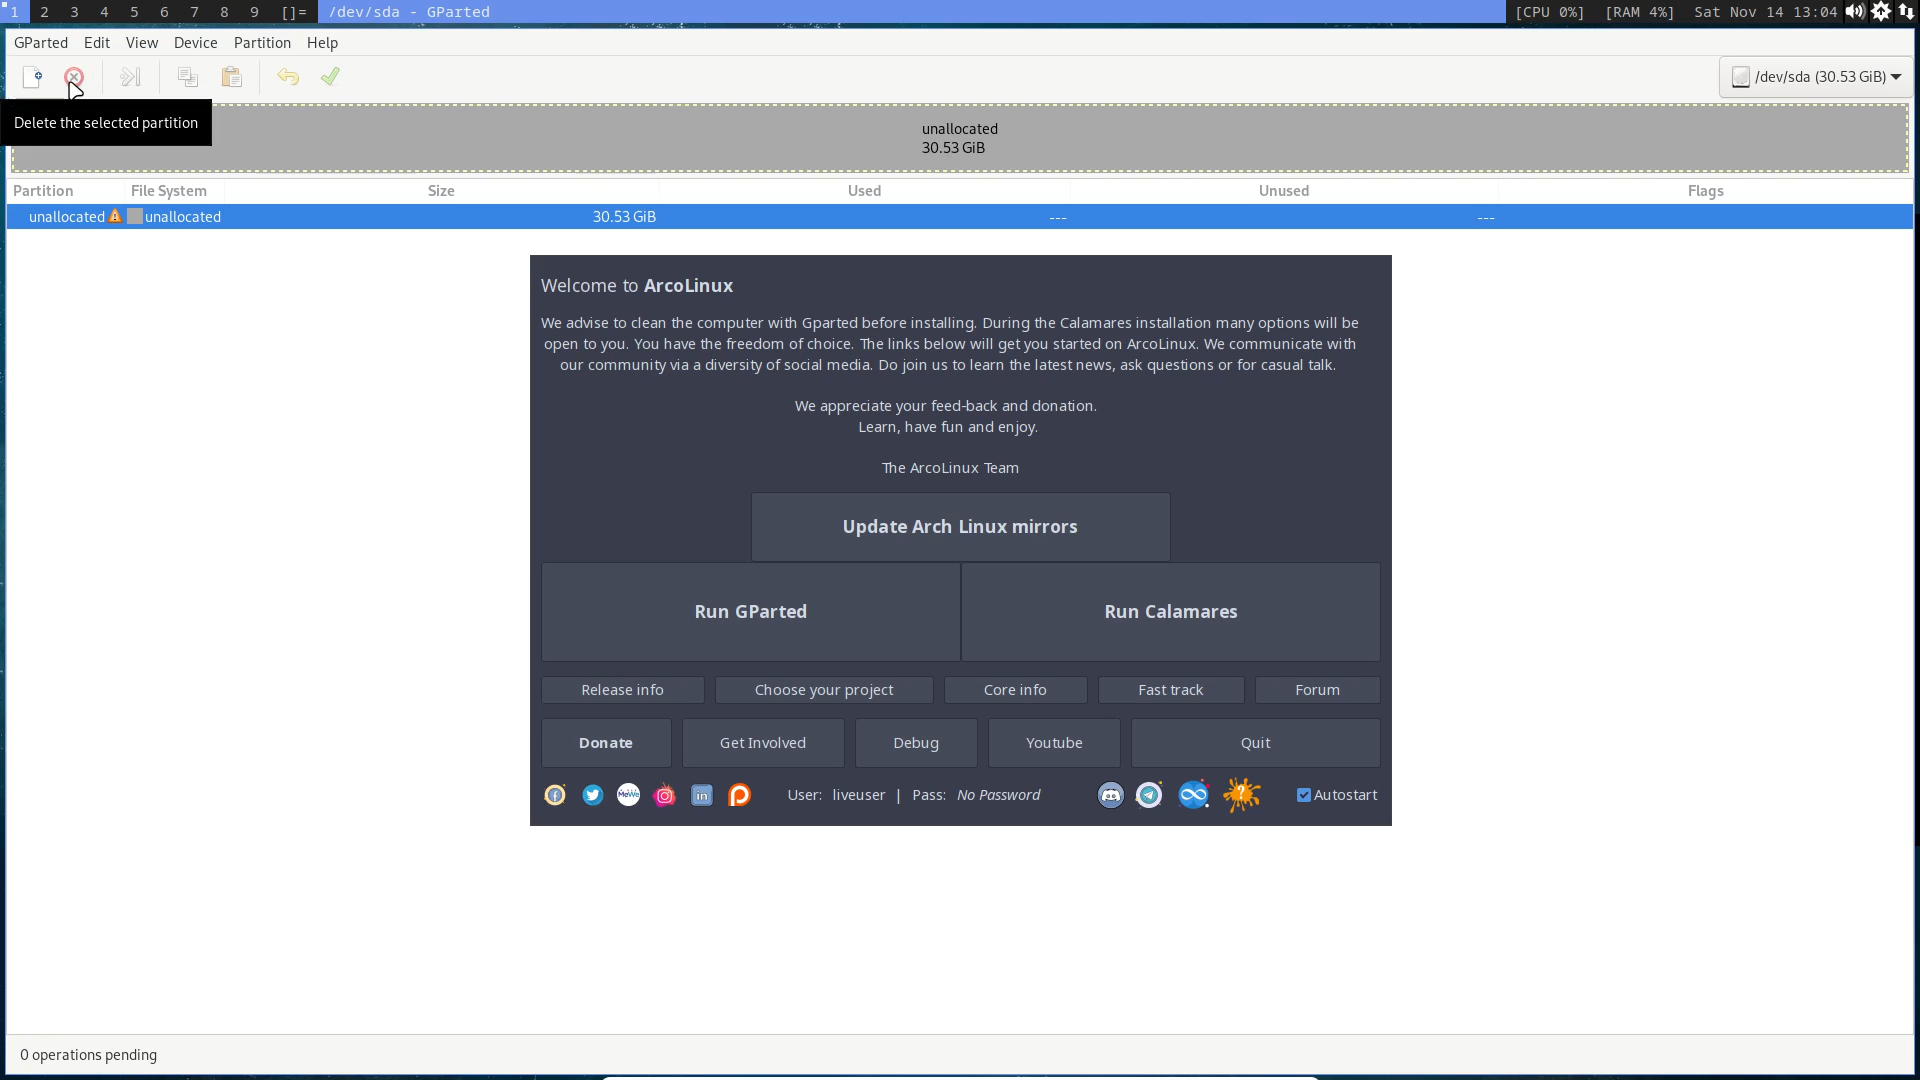 1 2 3 4 5 6 7 8 9 []= /dev/sda - GParted [CPU 0%] [RAM 4%] Sat Nov 14 13:04
GParted Edit View Device Partition Help
/dev/sda (30.53 GiB)
Delete the selected partition
unallocated
30.53 GiB
Partition File System Size Used Unused Flags
unallocated unallocated 30.53 GiB --- ---
Welcome to ArcoLinux
We advise to clean the computer with Gparted before installing. During the Calamares installation many options will be
open to you. You have the freedom of choice. The links below will get you started on ArcoLinux. We communicate with
our community via a diversity of social media. Do join us to learn the latest news, ask questions or for casual talk.
We appreciate your feed-back and donation.
Learn, have fun and enjoy.
The ArcoLinux Team
Update Arch Linux mirrors
Run GParted Run Calamares
Release info Choose your project Core info Fast track Forum
Donate Get Involved Debug Youtube Quit
MeWe in User: liveuser | Pass: No Password ? Autostart
0 operations pending